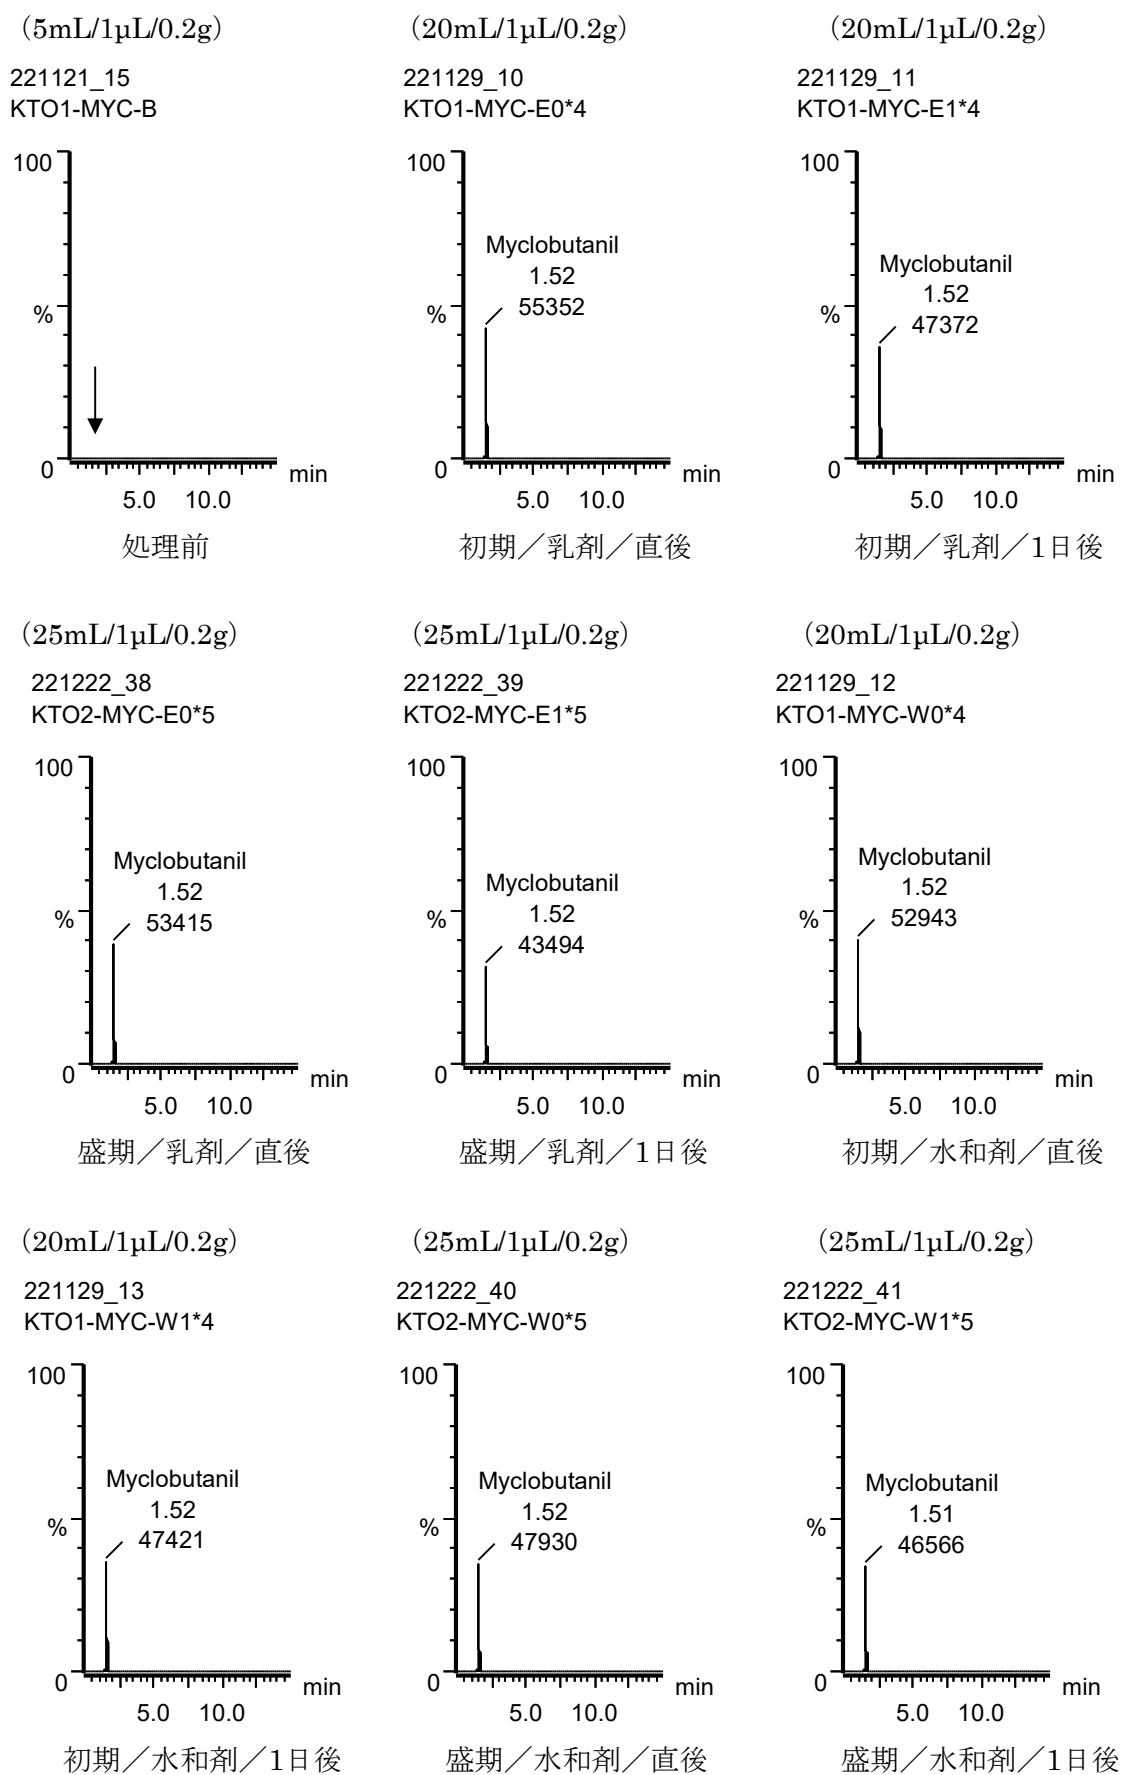 （5mL/1µL/0.2g）
221121_15
KTO1-MYC-B
100
%
0
min
5.0 10.0
処理前
（20mL/1µL/0.2g）
221129_10
KTO1-MYC-E0*4
100
Myclobutanil
1.52
55352
%
0
min
5.0 10.0
初期／乳剤／直後
（20mL/1µL/0.2g）
221129_11
KTO1-MYC-E1*4
100
Myclobutanil
1.52
47372
%
0
min
5.0 10.0
初期／乳剤／1日後
（25mL/1µL/0.2g）
221222_38
KTO2-MYC-E0*5
100
Myclobutanil
1.52
53415
%
0
min
5.0 10.0
盛期／乳剤／直後
（25mL/1µL/0.2g）
221222_39
KTO2-MYC-E1*5
100
Myclobutanil
1.52
43494
%
0
min
5.0 10.0
盛期／乳剤／1日後
（20mL/1µL/0.2g）
221129_12
KTO1-MYC-W0*4
100
Myclobutanil
1.52
52943
%
0
min
5.0 10.0
初期／水和剤／直後
（20mL/1µL/0.2g）
221129_13
KTO1-MYC-W1*4
100
Myclobutanil
1.52
47421
%
0
min
5.0 10.0
初期／水和剤／1日後
（25mL/1µL/0.2g）
221222_40
KTO2-MYC-W0*5
100
Myclobutanil
1.52
47930
%
0
min
5.0 10.0
盛期／水和剤／直後
（25mL/1µL/0.2g）
221222_41
KTO2-MYC-W1*5
100
Myclobutanil
1.51
46566
%
0
min
5.0 10.0
盛期／水和剤／1日後